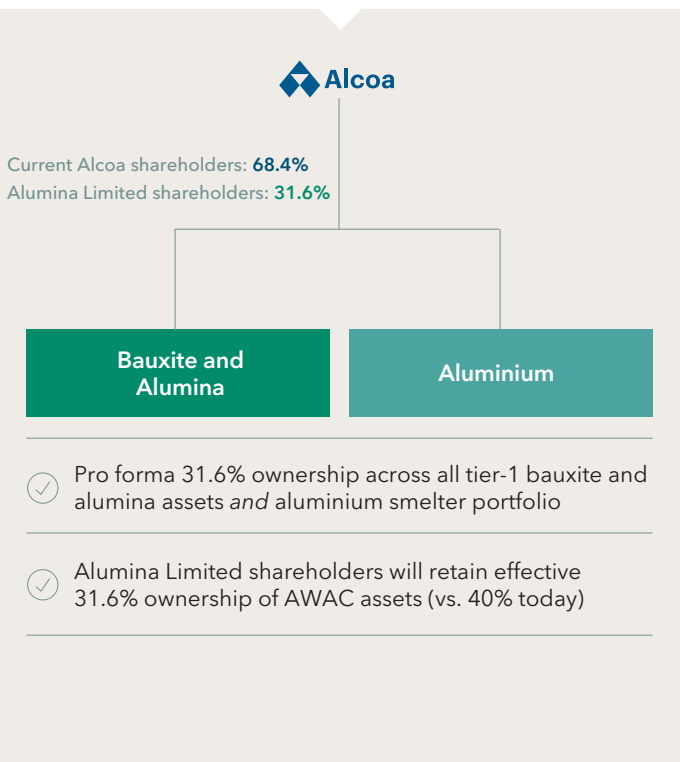 Alcoa
Current Alcoa shareholders: 68.4%
Alumina Limited shareholders: 31.6%
Bauxite and
Alumina
Aluminium
Pro forma 31.6% ownership across all tier-1 bauxite and
alumina assets and aluminium smelter portfolio
Alumina Limited shareholders will retain effective
31.6% ownership of AWAC assets (vs. 40% today)